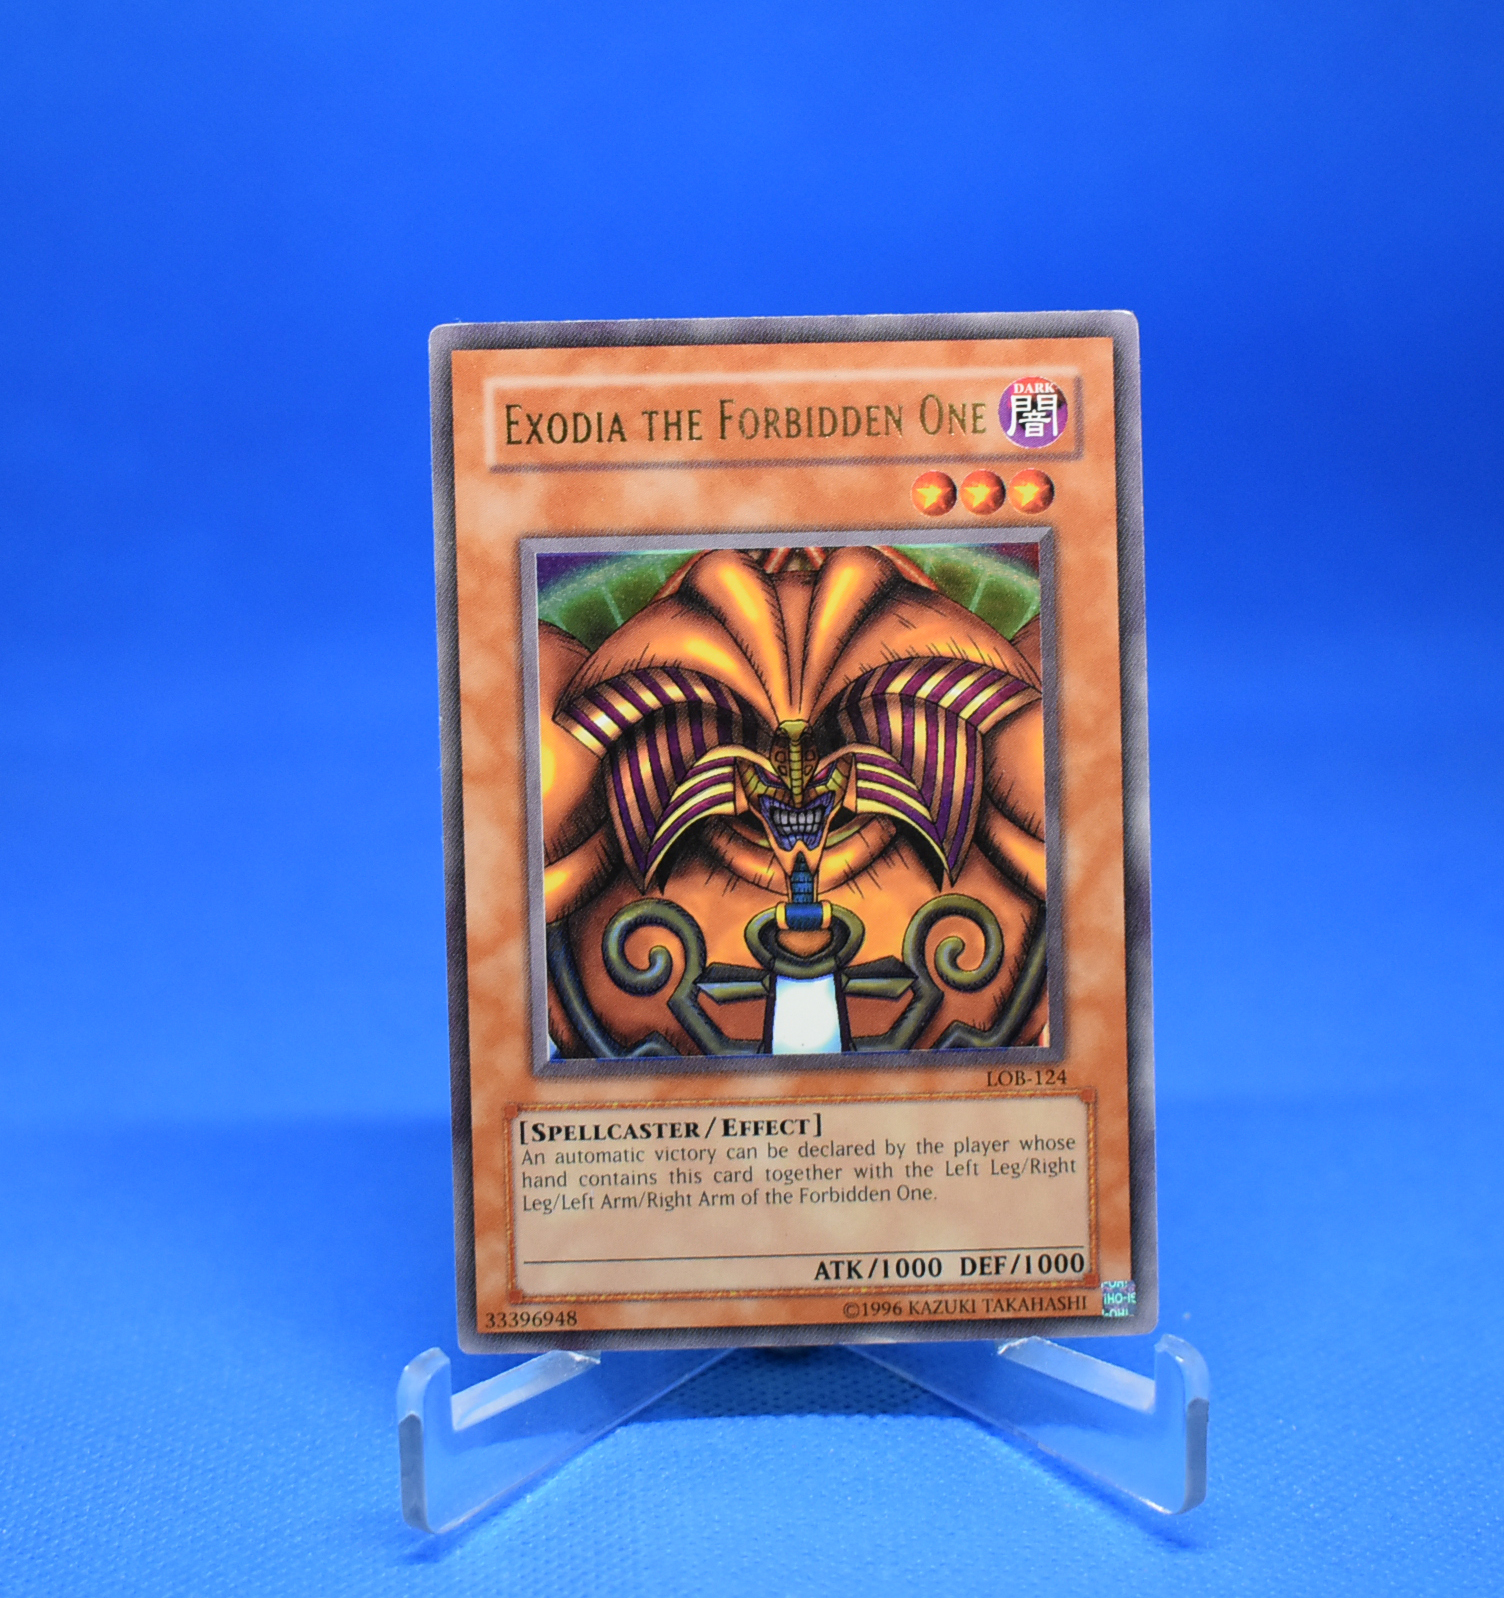 EXODIA THE FORBIDDEN ONE
DARK
闇
LOB-124
[SPELLCASTER/EFFECT]
An automatic victory can be declared by the player whose
hand contains this card together with the Left Leg/Right
Leg/Left Arm/Right Arm of the Forbidden One.
ATK/1000 DEF/1000
33396948
©1996 KAZUKI TAKAHASHI